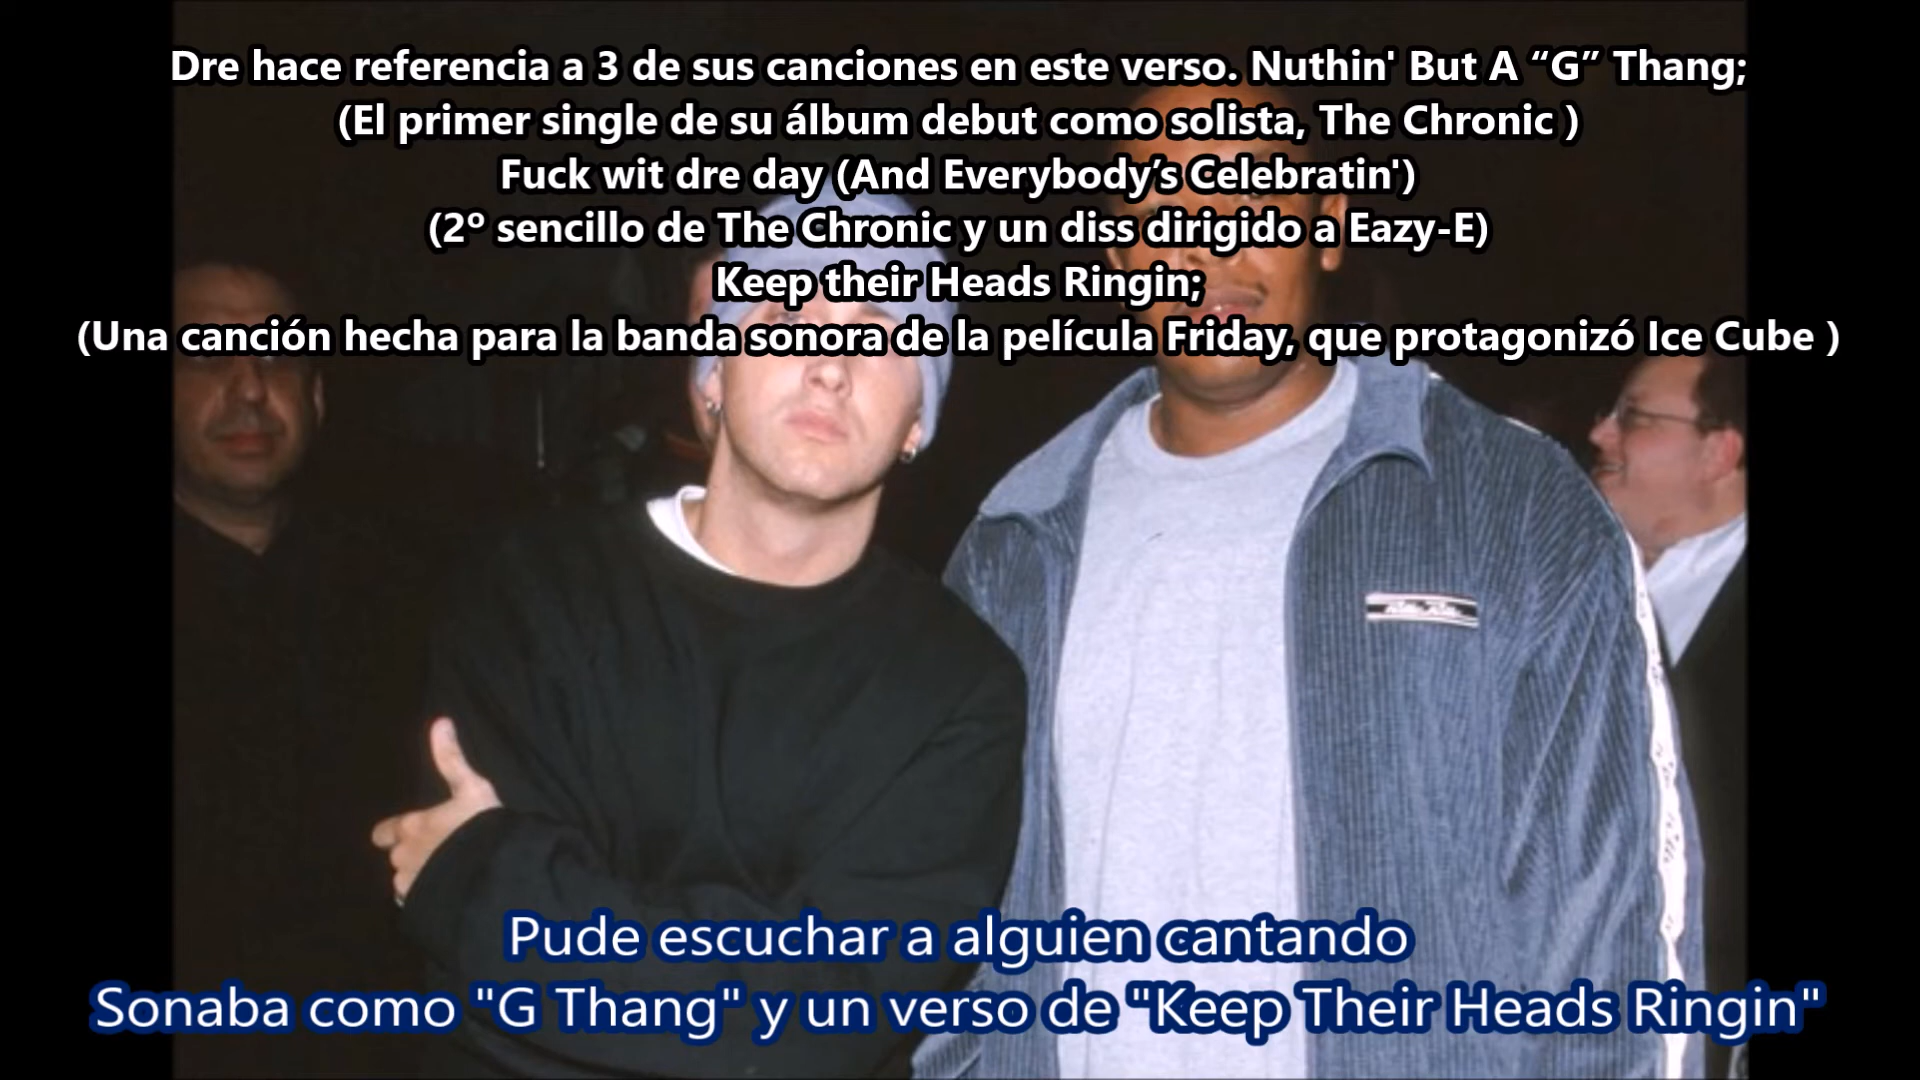 Dre hace referencia a 3 de sus canciones en este verso. Nuthin' But A “G” Thang;
(El primer single de su álbum debut como solista, The Chronic )
Fuck wit dre day (And Everybody’s Celebratin')
(2º sencillo de The Chronic y un diss dirigido a Eazy-E)
Keep their Heads Ringin;
(Una canción hecha para la banda sonora de la película Friday, que protagonizó Ice Cube )
Pude escuchar a alguien cantando
Sonaba como "G Thang" y un verso de "Keep Their Heads Ringin"